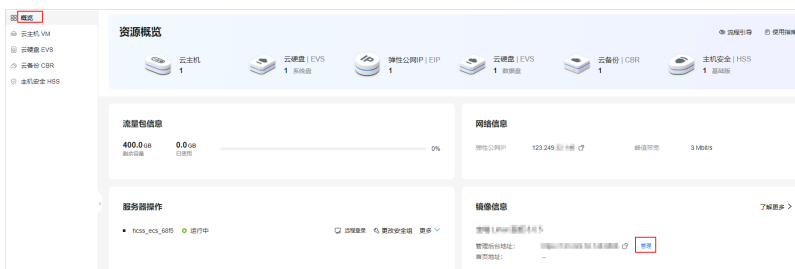 概览
云主机 VM
云硬盘 EVS
云备份 CBR
主机安全 HSS
资源概览
流程引导 使用指南
云主机
1
云硬盘 | EVS
1 系统盘
弹性公网IP | EIP
1
云硬盘 | EVS
1 数据盘
云备份 | CBR
1
主机安全 | HSS
1 基础版
流量包信息
400.0 GB 0.0 GB
剩余容量 已使用
0%
网络信息
弹性公网IP 123.249 峰值带宽 3 Mbit/s
服务器操作
hcss_ecs_68f5 运行中 远程登录 更改安全组 更多
镜像信息 了解更多
管理后台地址: 管理
首页地址: --